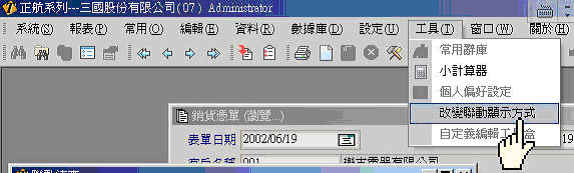 正航系列---三國股份有限公司(07) Administrator
系統(S) 報表(P) 常用(O) 編輯(E) 資料(R) 數據庫(D) 設定(U) 工具(I) 窗口(W) 關於(H)
常用辭庫
小計算器
個人偏好設定
改變聯動顯示方式
自定義編輯工具盒
銷貨憑單 (瀏覽...)
表單日期 2002/06/19
19
客戶名稱 001
電器有限公司